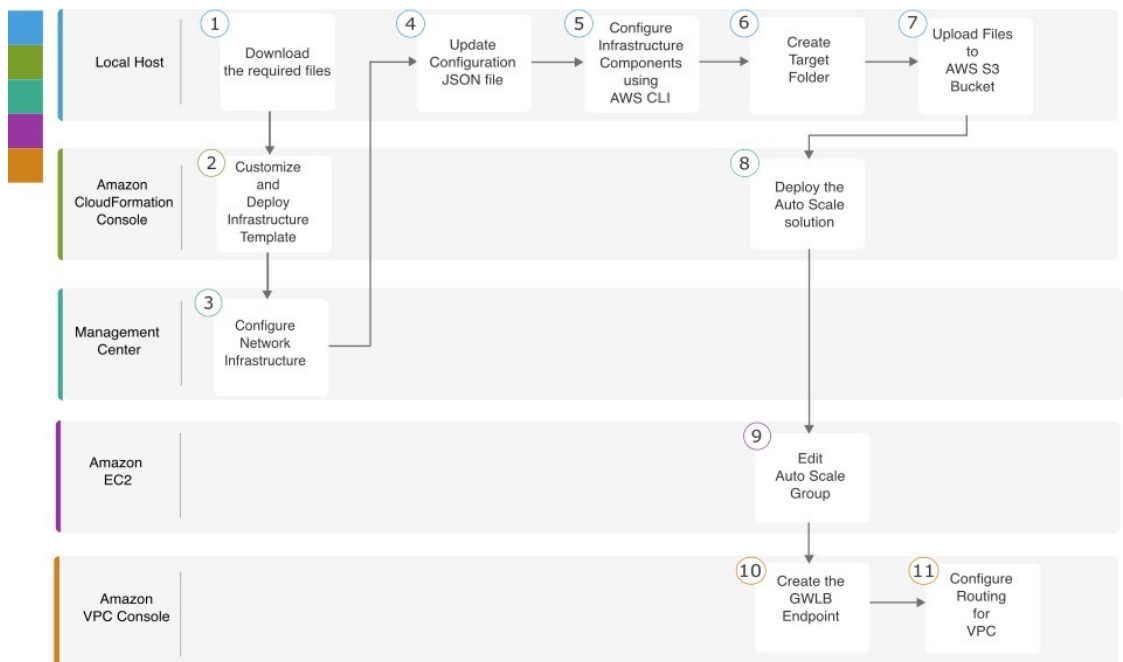 Local Host
1
Download
the required files
4
Update
Configuration
JSON file
5
Configure
Infrastructure
Components
using
AWS CLI
6
Create
Target
Folder
7
Upload Files
to
AWS S3
Bucket
Amazon
CloudFormation
Console
2
Customize
and
Deploy
Infrastructure
Template
8
Deploy the
Auto Scale
solution
Management
Center
3
Configure
Network
Infrastructure
Amazon
EC2
9
Edit
Auto Scale
Group
Amazon
VPC Console
10
Create the
GWLB
Endpoint
11
Configure
Routing
for
VPC